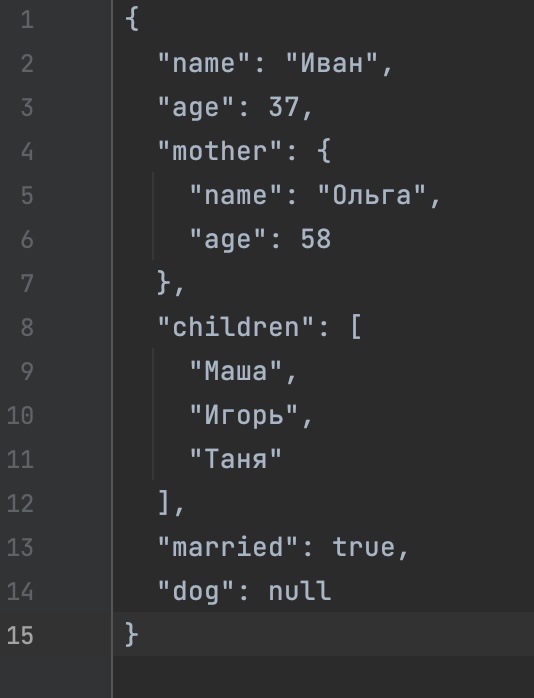 1 {
2 "name": "Иван",
3 "age": 37,
4 "mother": {
5 "name": "Ольга",
6 "age": 58
7 },
8 "children": [
9 "Маша",
10 "Игорь",
11 "Таня"
12 ],
13 "married": true,
14 "dog": null
15 }